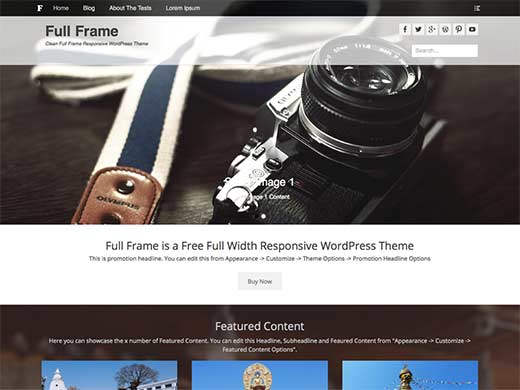 F Home Blog About The Tests Lorem Ipsum
Full Frame
Clean Full Frame Responsive WordPress Theme
Search...
OLYMPUS
Image 1
Image 1 Content
Full Frame is a Free Full Width Responsive WordPress Theme
This is promotion headline. You can edit this from Appearance -> Customize -> Theme Options -> Promotion Headline Options
Buy Now
Featured Content
Here you can showcase the x number of Featured Content. You can edit this Headline, Subheadline and Feaured Content from "Appearance -> Customize ->
Featured Content Options".